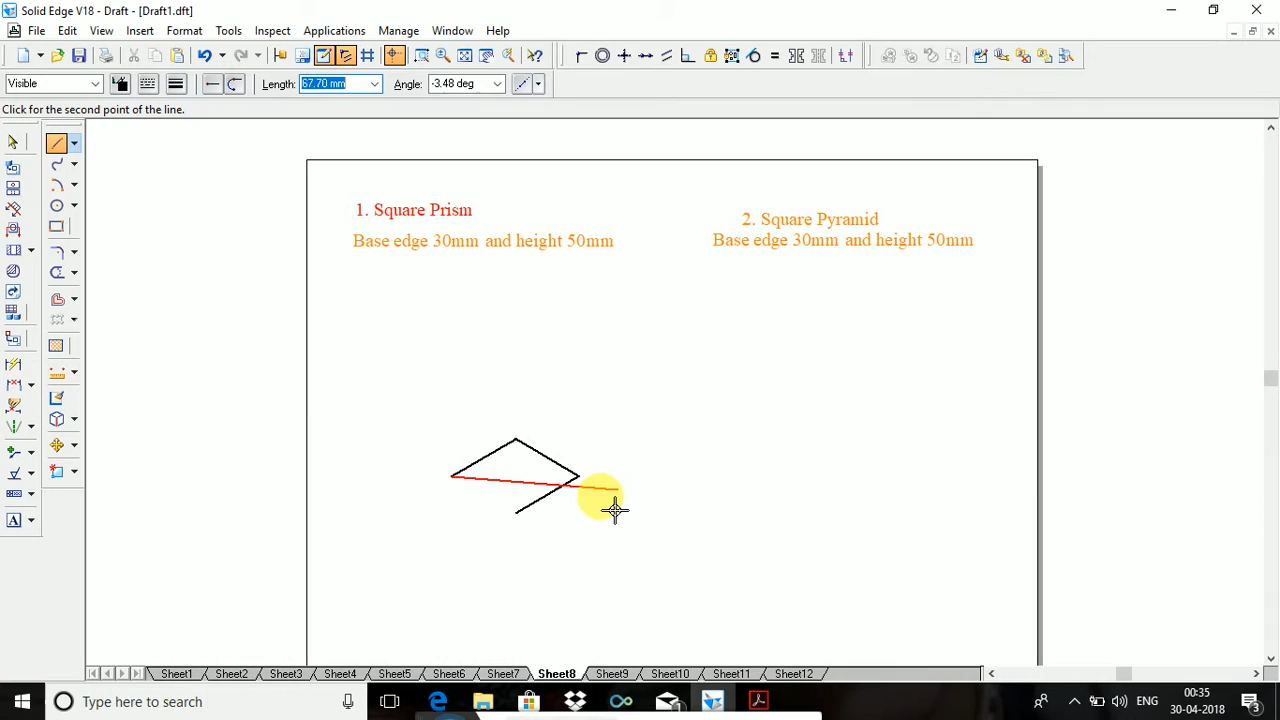 Solid Edge V18 - Draft - [Draft1.dft]
File Edit View Insert Format Tools Inspect Applications Manage Window Help
Visible Length: 67.70 mm Angle: -3.48 deg
Click for the second point of the line.
1. Square Prism
Base edge 30mm and height 50mm
2. Square Pyramid
Base edge 30mm and height 50mm
Sheet1 Sheet2 Sheet3 Sheet4 Sheet5 Sheet6 Sheet7 Sheet8 Sheet9 Sheet10 Sheet11 Sheet12
Type here to search
ENG
00:35
30-04-2018